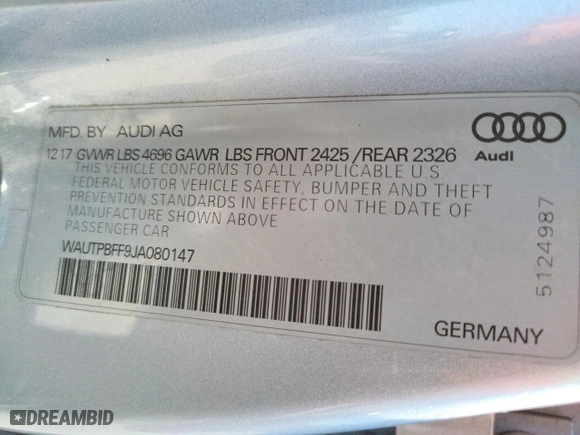 MFD. BY AUDI AG
12 17 GVWR LBS 4696 GAWR LBS FRONT 2425 /REAR 2326
THIS VEHICLE CONFORMS TO ALL APPLICABLE U.S.
FEDERAL MOTOR VEHICLE SAFETY, BUMPER AND THEFT
PREVENTION STANDARDS IN EFFECT ON THE DATE OF
MANUFACTURE SHOWN ABOVE
PASSENGER CAR
WAUTPBFF9JA080147
Audi
5124987
GERMANY
DREAMBID